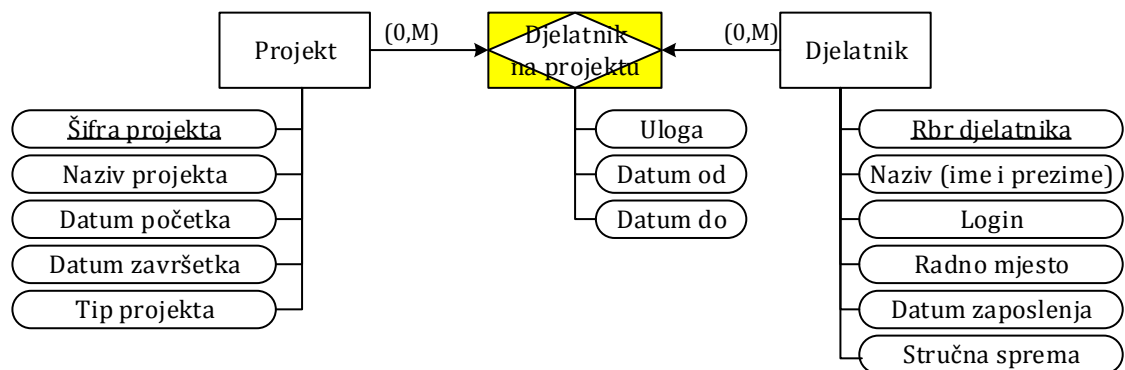 Projekt
(0,M)
Djelatnik
na projektu
(0,M)
Djelatnik
Šifra projekta
Naziv projekta
Datum početka
Datum završetka
Tip projekta
Uloga
Datum od
Datum do
Rbr djelatnika
Naziv (ime i prezime)
Login
Radno mjesto
Datum zaposlenja
Stručna sprema